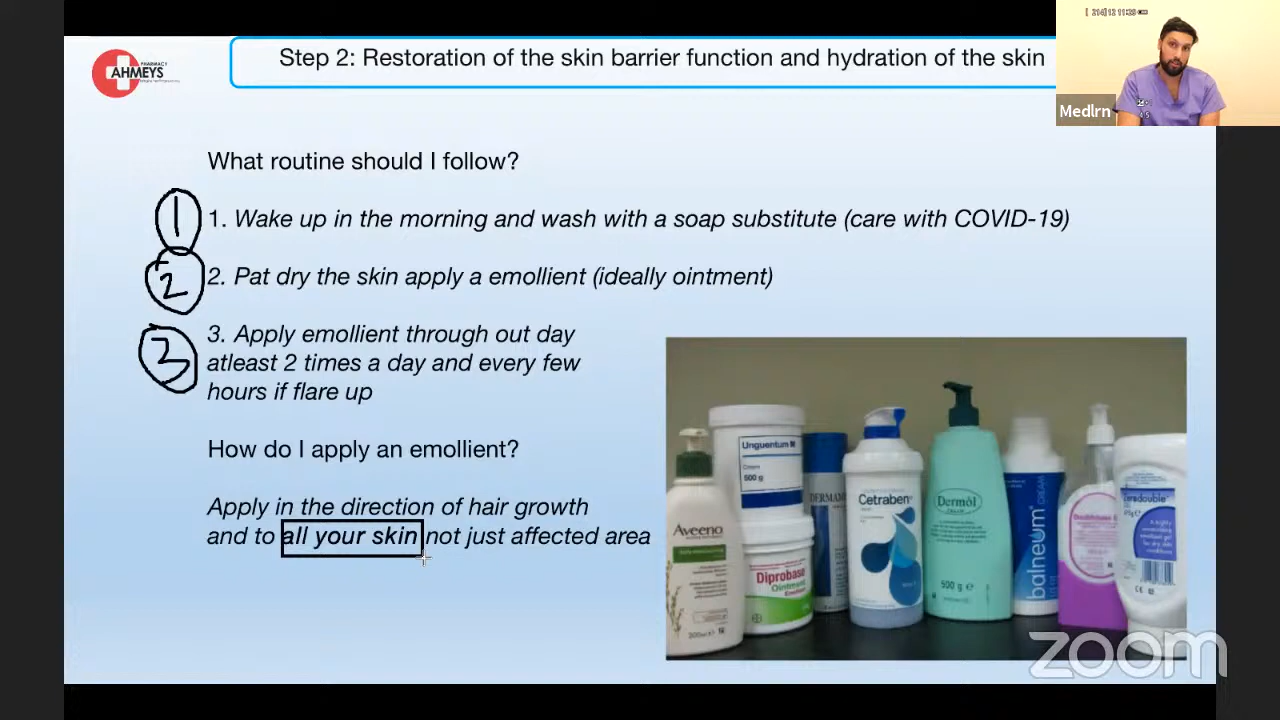 PHARMACY
AHMEYS
Step 2: Restoration of the skin barrier function and hydration of the skin
Medlrn
What routine should I follow?
1
1. Wake up in the morning and wash with a soap substitute (care with COVID-19)
2
2. Pat dry the skin apply a emollient (ideally ointment)
3
3. Apply emollient through out day
atleast 2 times a day and every few
hours if flare up
How do I apply an emollient?
Apply in the direction of hair growth
and to all your skin not just affected area
Unguentum M
Cream
500 g
Aveeno
Diprobase
Ointment
Cetraben
Dermol
500 g e
balneum CREAM
zoom